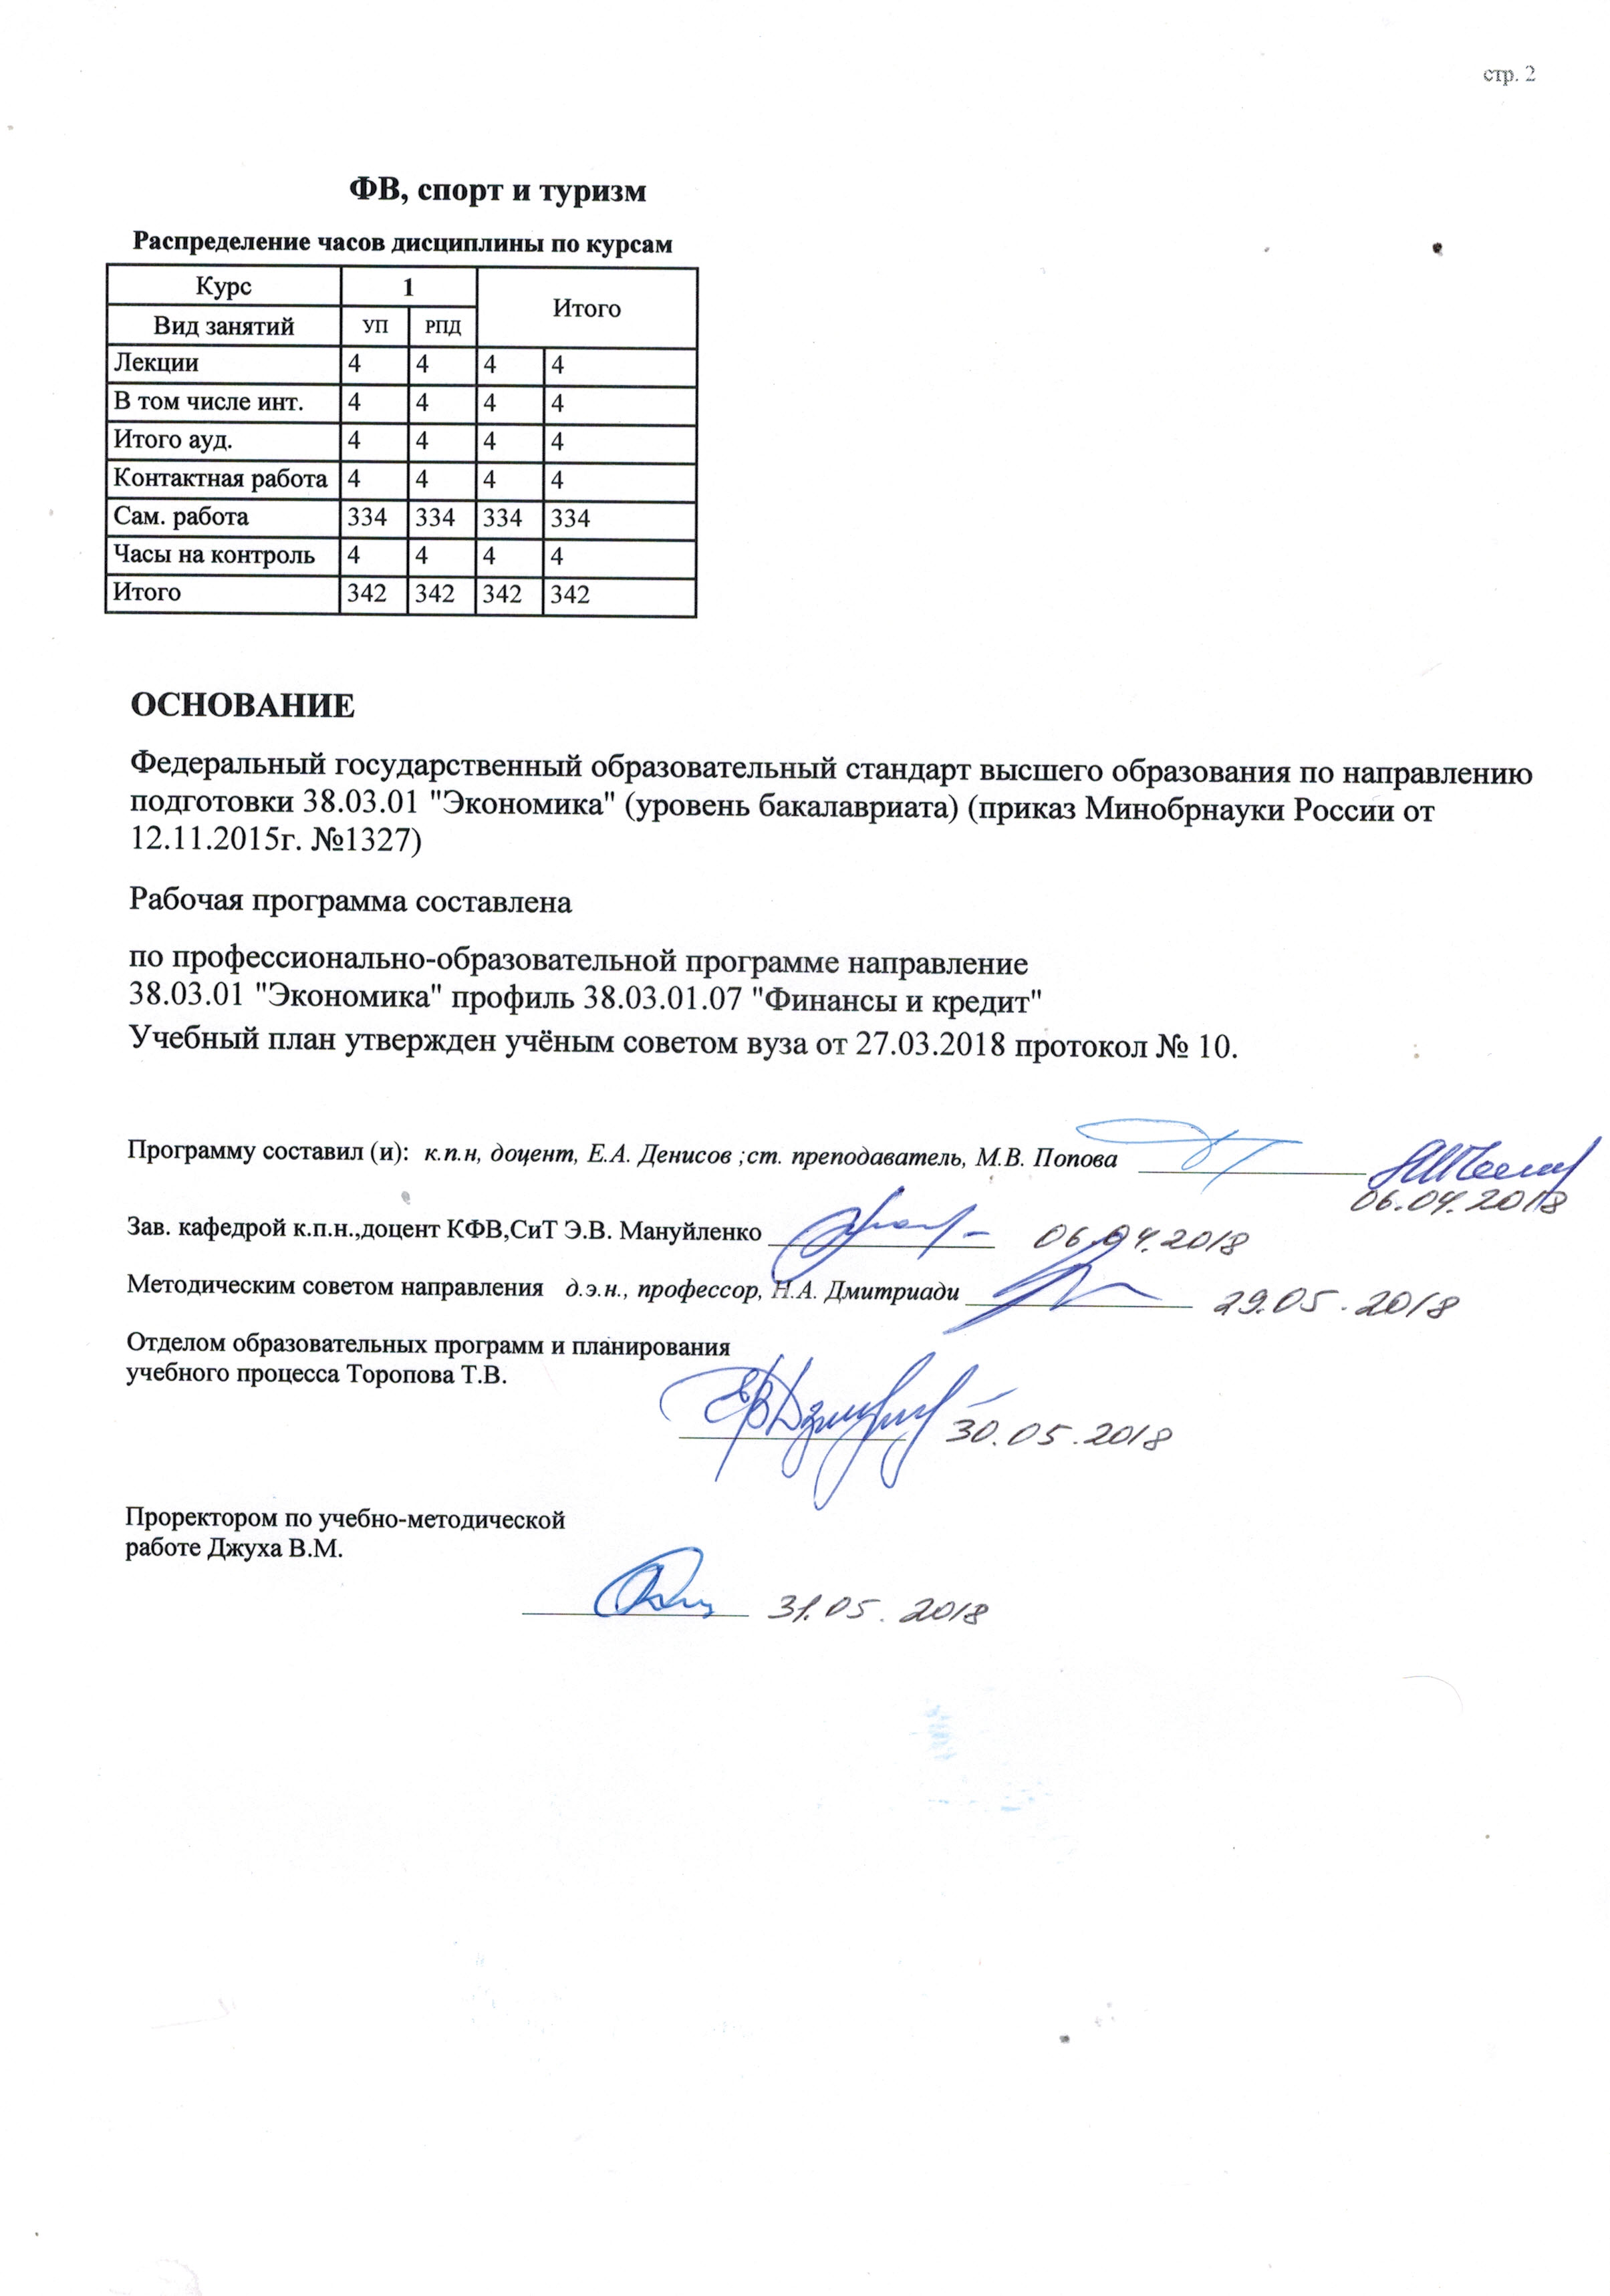 стр. 2
ФВ, спорт и туризм
Распределение часов дисциплины по курсам
Курс 1 Итого
Вид занятий УП РПД
Лекции 4 4 4 4
В том числе инт. 4 4 4 4
Итого ауд. 4 4 4 4
Контактная работа 4 4 4 4
Сам. работа 334 334 334 334
Часы на контроль 4 4 4 4
Итого 342 342 342 342
ОСНОВАНИЕ
Федеральный государственный образовательный стандарт высшего образования по направлению
подготовки 38.03.01 "Экономика" (уровень бакалавриата) (приказ Минобрнауки России от
12.11.2015г. №1327)
Рабочая программа составлена
по профессионально-образовательной программе направление
38.03.01 "Экономика" профиль 38.03.01.07 "Финансы и кредит"
Учебный план утвержден учёным советом вуза от 27.03.2018 протокол № 10.
Программу составил (и): к.п.н, доцент, Е.А. Денисов ;ст. преподаватель, М.В. Попова
06.04.2018
Зав. кафедрой к.п.н.,доцент КФВ,СиТ Э.В. Мануйленко 06.04.2018
Методическим советом направления д.э.н., профессор, Н.А. Дмитриади 29.05.2018
Отделом образовательных программ и планирования
учебного процесса Торопова Т.В.
30.05.2018
Проректором по учебно-методической
работе Джуха В.М.
31.05.2018